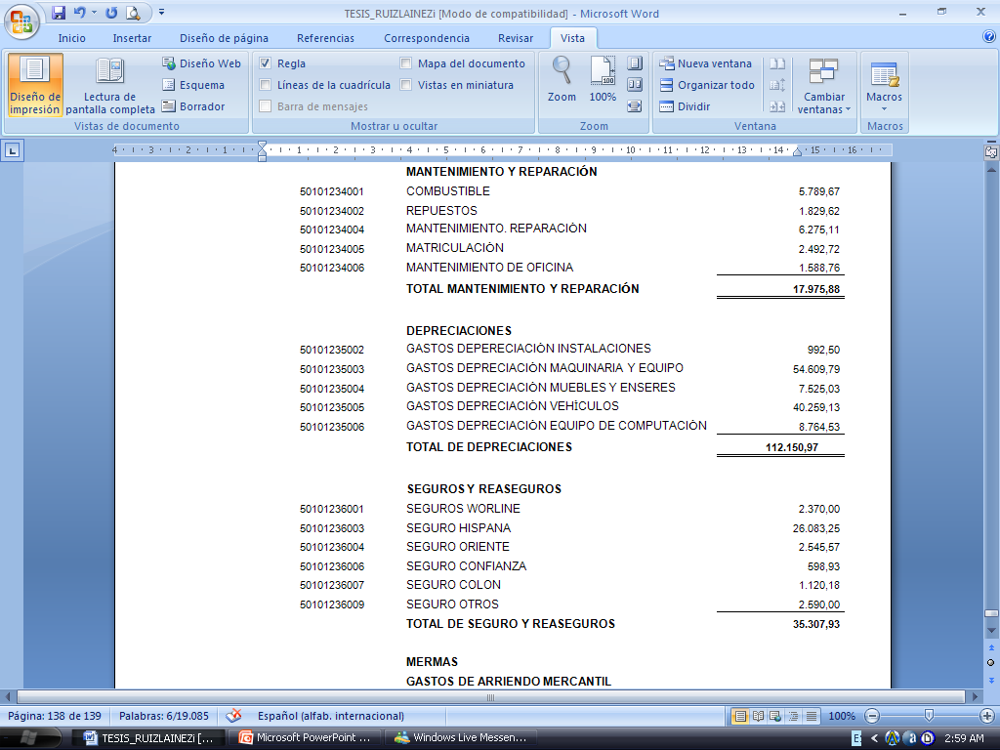 TESIS_RUIZLAINEZi [Modo de compatibilidad] - Microsoft Word
Inicio Insertar Diseño de página Referencias Correspondencia Revisar Vista
Diseño de impresión
Lectura de pantalla completa
Diseño Web
Esquema
Borrador
Vistas de documento
Regla
Líneas de la cuadrícula
Barra de mensajes
Mapa del documento
Vistas en miniatura
Mostrar u ocultar
Zoom
100%
Zoom
Nueva ventana
Organizar todo
Dividir
Cambiar ventanas
Ventana
Macros
Macros
4 3 2 1 1 2 3 4 5 6 7 8 9 10 11 12 13 14 15 16
MANTENIMIENTO Y REPARACIÓN
50101234001 COMBUSTIBLE 5.789,67
50101234002 REPUESTOS 1.829,62
50101234004 MANTENIMIENTO. REPARACIÓN 6.275,11
50101234005 MATRICULACIÓN 2.492,72
50101234006 MANTENIMIENTO DE OFICINA 1.588,76
TOTAL MANTENIMIENTO Y REPARACIÓN 17.975,88
DEPRECIACIONES
50101235002 GASTOS DEPERECIACIÓN INSTALACIONES 992,50
50101235003 GASTOS DEPRECIACIÓN MAQUINARIA Y EQUIPO 54.609,79
50101235004 GASTOS DEPRECIACIÓN MUEBLES Y ENSERES 7.525,03
50101235005 GASTOS DEPRECIACIÓN VEHÍCULOS 40.259,13
50101235006 GASTOS DEPRECIACIÓN EQUIPO DE COMPUTACIÓN 8.764,53
TOTAL DE DEPRECIACIONES 112.150,97
SEGUROS Y REASEGUROS
50101236001 SEGUROS WORLINE 2.370,00
50101236003 SEGURO HISPANA 26.083,25
50101236004 SEGURO ORIENTE 2.545,57
50101236006 SEGURO CONFIANZA 598,93
50101236007 SEGURO COLON 1.120,18
50101236009 SEGURO OTROS 2.590,00
TOTAL DE SEGURO Y REASEGUROS 35.307,93
MERMAS
GASTOS DE ARRIENDO MERCANTIL
Página: 138 de 139 Palabras: 6/19.085 Español (alfab. internacional) 100%
TESIS_RUIZLAINEZi [... Microsoft PowerPoint ... Windows Live Messen... 2:59 AM